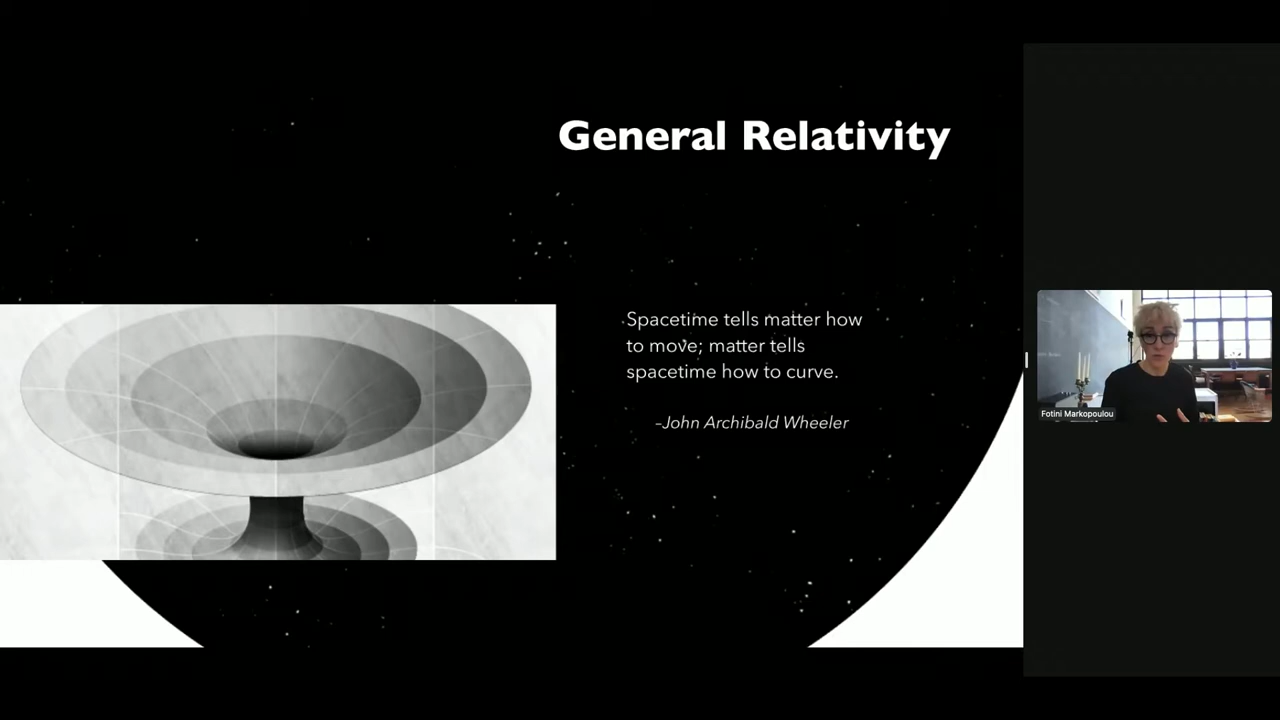 General Relativity
Spacetime tells matter how
to move; matter tells
spacetime how to curve.
–John Archibald Wheeler
Fotini Markopoulou